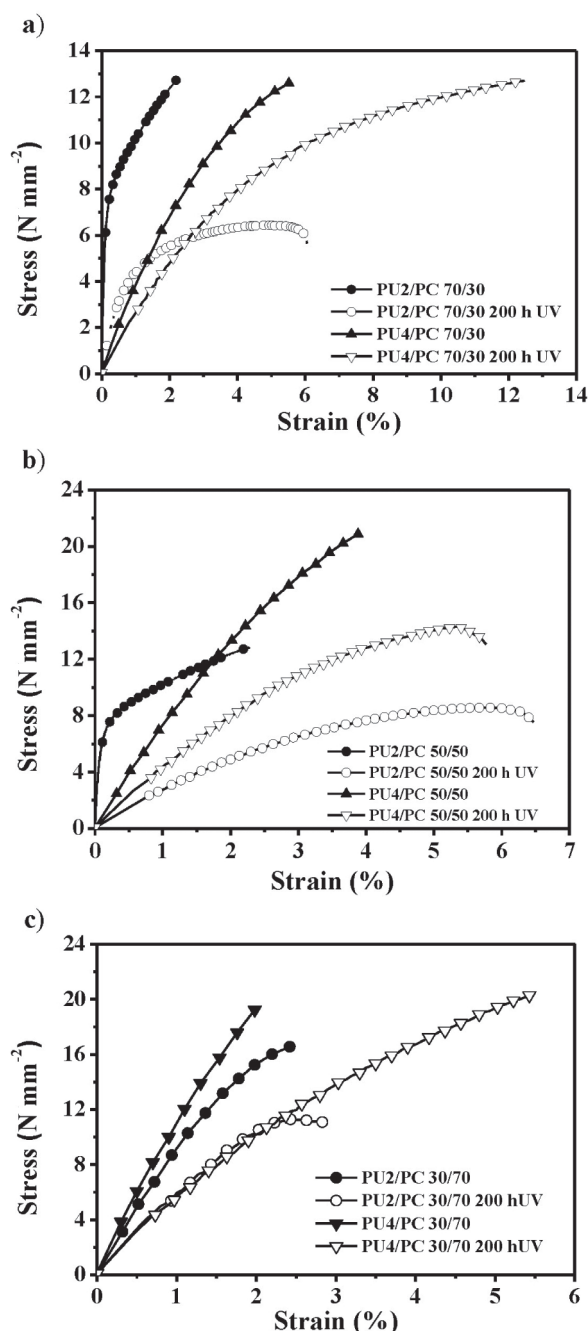 a)
14
12
10
8
6
4
2
0
Stress (N mm⁻²)
PU2/PC 70/30
PU2/PC 70/30 200 h UV
PU4/PC 70/30
PU4/PC 70/30 200 h UV
0 2 4 6 8 10 12 14
Strain (%)
b)
24
20
16
12
8
4
0
Stress (N mm⁻²)
PU2/PC 50/50
PU2/PC 50/50 200 h UV
PU4/PC 50/50
PU4/PC 50/50 200 h UV
0 1 2 3 4 5 6 7
Strain (%)
c)
24
20
16
12
8
4
0
Stress (N mm⁻²)
PU2/PC 30/70
PU2/PC 30/70 200 hUV
PU4/PC 30/70
PU4/PC 30/70 200 hUV
0 1 2 3 4 5 6
Strain (%)